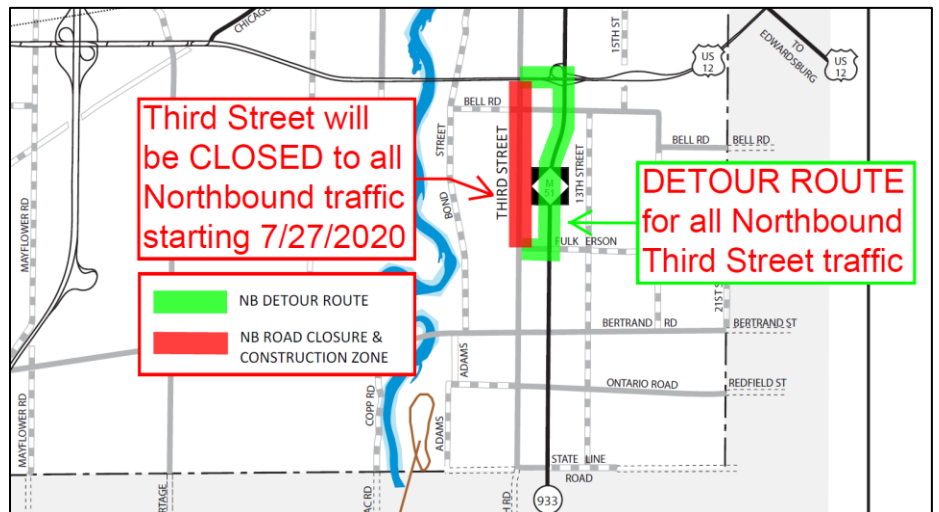 CHICAGO
15TH ST
US
12
TO
EDWARDSBURG
US
12
BELL RD
BELL RD
BELL RD
Third Street will
be CLOSED to all
Northbound traffic
starting 7/27/2020
STREET
BOND
THIRD STREET
M
51
13TH STREET
DETOUR ROUTE
for all Northbound
Third Street traffic
FULK ERSON
21ST S
MAYFLOWER RD
NB DETOUR ROUTE
NB ROAD CLOSURE &
CONSTRUCTION ZONE
BERTRAND RD
BERTRAND ST
ADAMS
ONTARIO ROAD
REDFIELD ST
MAYFLOWER RD
COPP RD
ADAMS
STATE LINE
ROAD
933